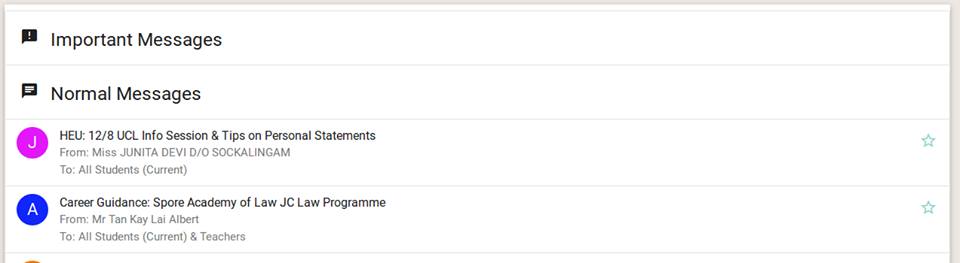 Important Messages
Normal Messages
J
HEU: 12/8 UCL Info Session & Tips on Personal Statements
From: Miss JUNITA DEVI D/O SOCKALINGAM
To: All Students (Current)
A
Career Guidance: Spore Academy of Law JC Law Programme
From: Mr Tan Kay Lai Albert
To: All Students (Current) & Teachers